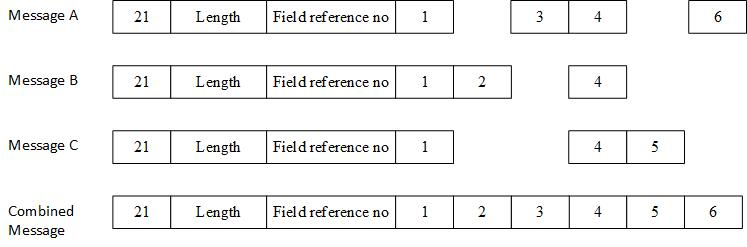 Message A 21 Length Field reference no 1 3 4 6
Message B 21 Length Field reference no 1 2 4
Message C 21 Length Field reference no 1 4 5
Combined 21 Length Field reference no 1 2 3 4 5 6
Message